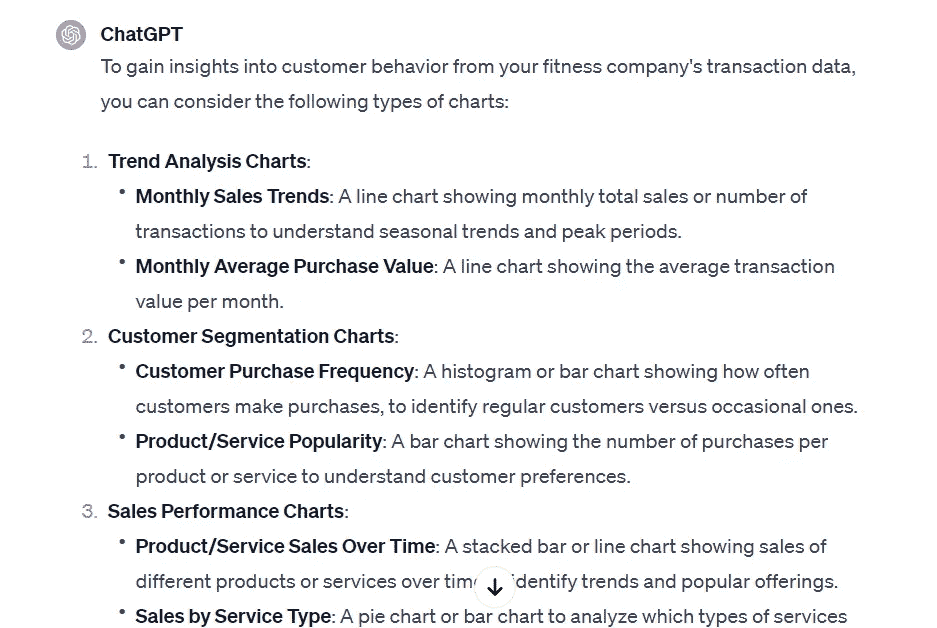 ChatGPT
To gain insights into customer behavior from your fitness company's transaction data,
you can consider the following types of charts:
1. Trend Analysis Charts:
• Monthly Sales Trends: A line chart showing monthly total sales or number of
transactions to understand seasonal trends and peak periods.
• Monthly Average Purchase Value: A line chart showing the average transaction
value per month.
2. Customer Segmentation Charts:
• Customer Purchase Frequency: A histogram or bar chart showing how often
customers make purchases, to identify regular customers versus occasional ones.
• Product/Service Popularity: A bar chart showing the number of purchases per
product or service to understand customer preferences.
3. Sales Performance Charts:
• Product/Service Sales Over Time: A stacked bar or line chart showing sales of
different products or services over time identify trends and popular offerings.
• Sales by Service Type: A pie chart or bar chart to analyze which types of services